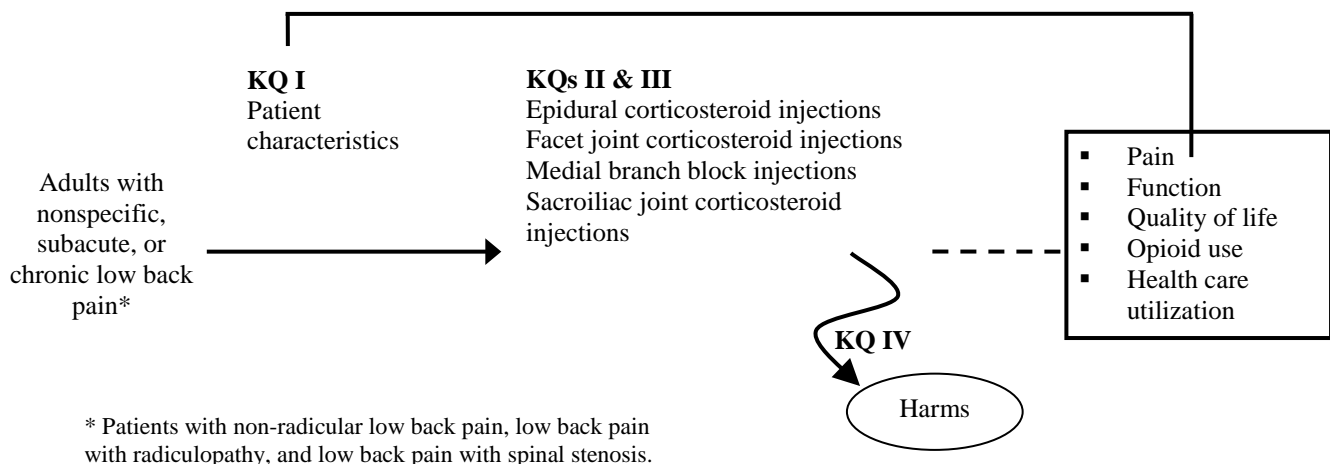 KQ I
Patient
characteristics
KQs II & III
Epidural corticosteroid injections
Facet joint corticosteroid injections
Medial branch block injections
Sacroiliac joint corticosteroid
injections
Adults with
nonspecific,
subacute, or
chronic low back
pain*
▪ Pain
▪ Function
▪ Quality of life
▪ Opioid use
▪ Health care
utilization
KQ IV
Harms
* Patients with non-radicular low back pain, low back pain
with radiculopathy, and low back pain with spinal stenosis.